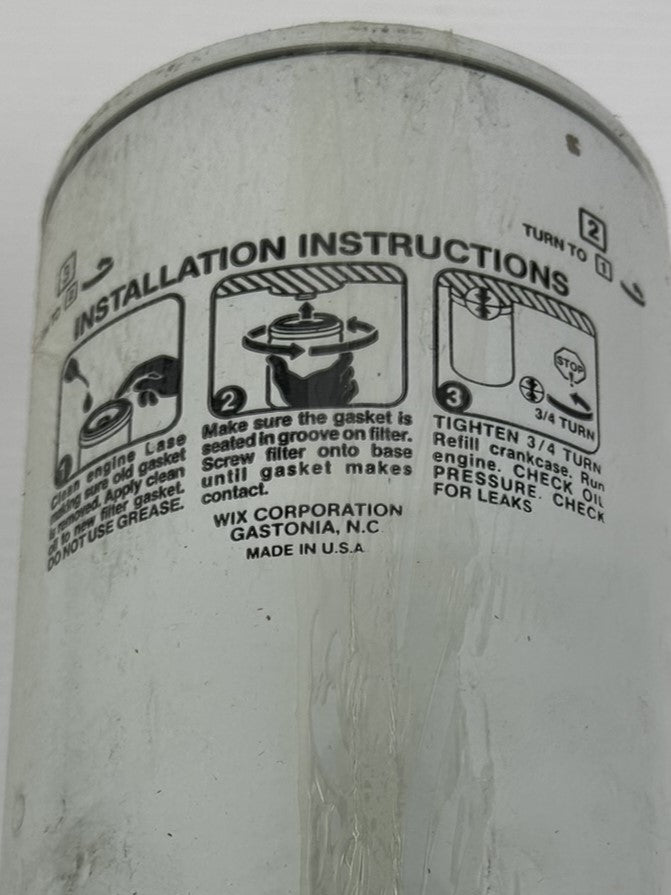 2
TURN TO 1
3
INSTALLATION INSTRUCTIONS
STOP
3/4 TURN
1
Clean engine base
making sure old gasket
is removed. Apply clean
oil to new filter gasket.
DO NOT USE GREASE.
2
Make sure the gasket is
seated in groove on filter.
Screw filter onto base
until gasket makes
contact.
3
TIGHTEN 3/4 TURN
Refill crankcase. Run
engine. CHECK OIL
PRESSURE. CHECK
FOR LEAKS
WIX CORPORATION
GASTONIA, N.C
MADE IN U.S.A